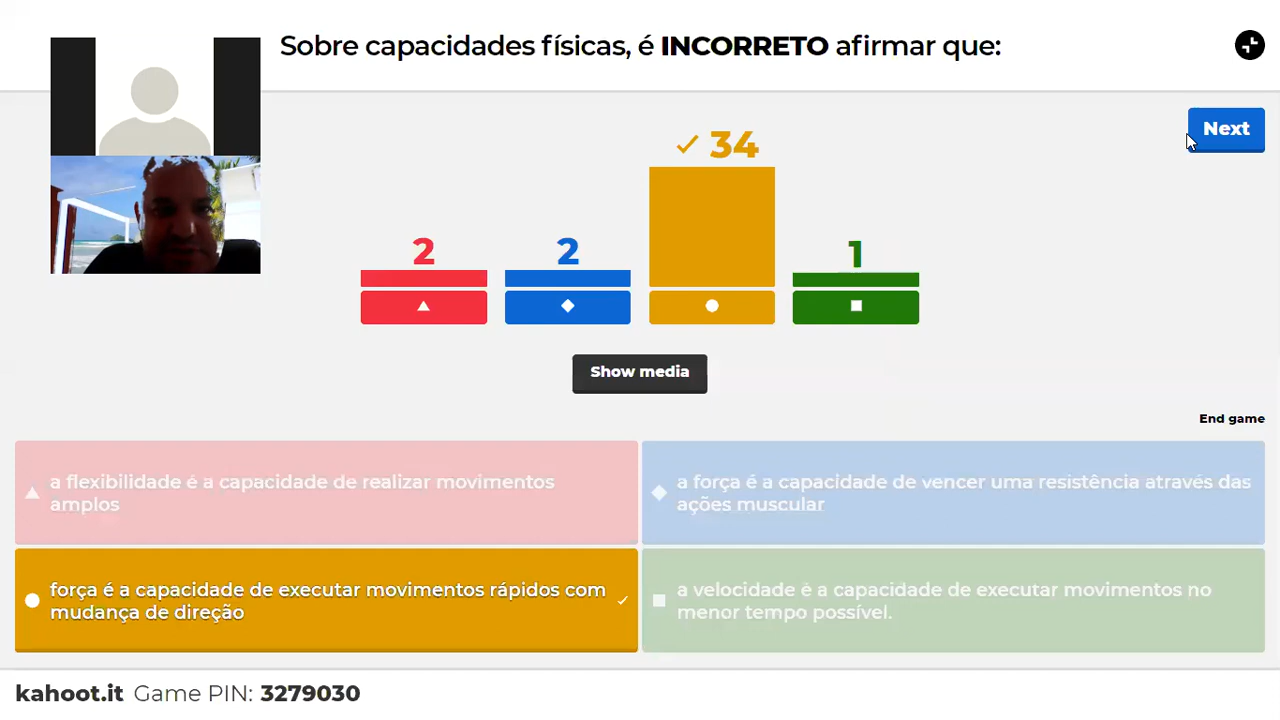 Sobre capacidades físicas, é INCORRETO afirmar que:
Next
34
2
2
1
Show media
End game
a flexibilidade é a capacidade de realizar movimentos
amplos
a força é a capacidade de vencer uma resistência através das
ações muscular
força é a capacidade de executar movimentos rápidos com
mudança de direção
a velocidade é a capacidade de executar movimentos no
menor tempo possível.
kahoot.it Game PIN: 3279030